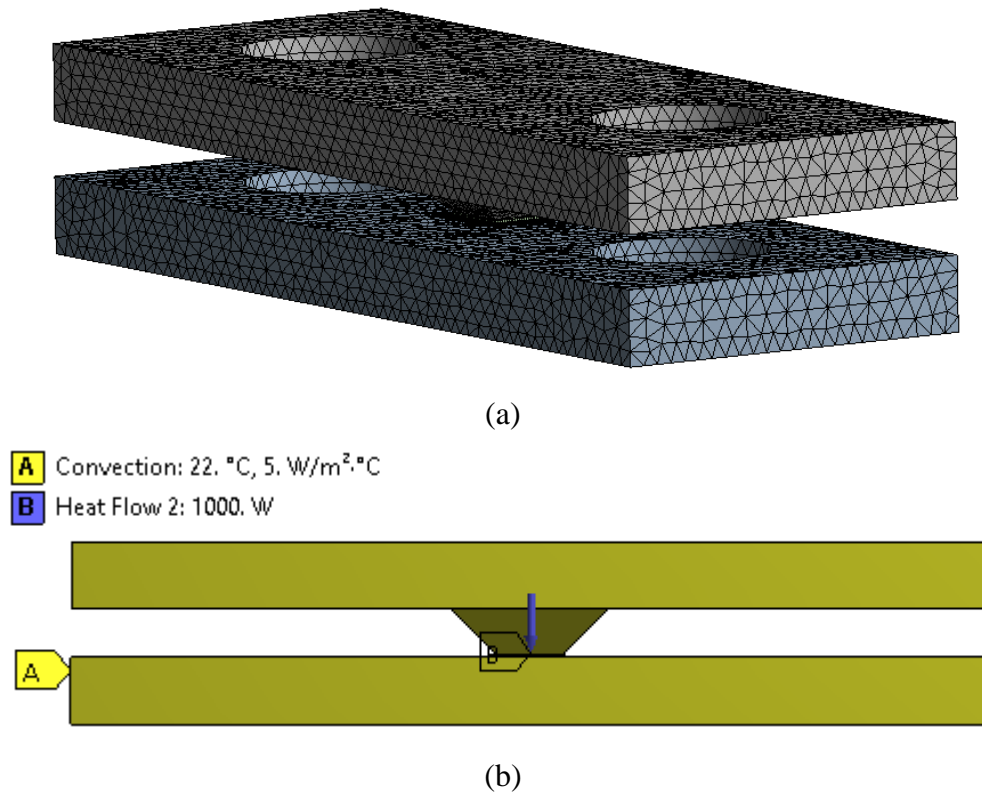 (a)
A Convection: 22. °C, 5. W/m²·°C
B Heat Flow 2: 1000. W
B
A
(b)